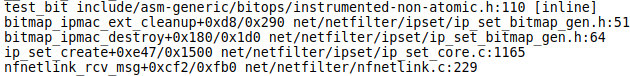 test_bit include/asm-generic/bitops/instrumented-non-atomic.h:110 [inline]
bitmap_ipmac_ext_cleanup+0xd8/0x290 net/netfilter/ipset/ip_set_bitmap_gen.h:51
bitmap_ipmac_destroy+0x180/0x1d0 net/netfilter/ipset/ip_set_bitmap_gen.h:64
ip_set_create+0xe47/0x1500 net/netfilter/ipset/ip_set_core.c:1165
nfnetlink_rcv_msg+0xcf2/0xfb0 net/netfilter/nfnetlink.c:229